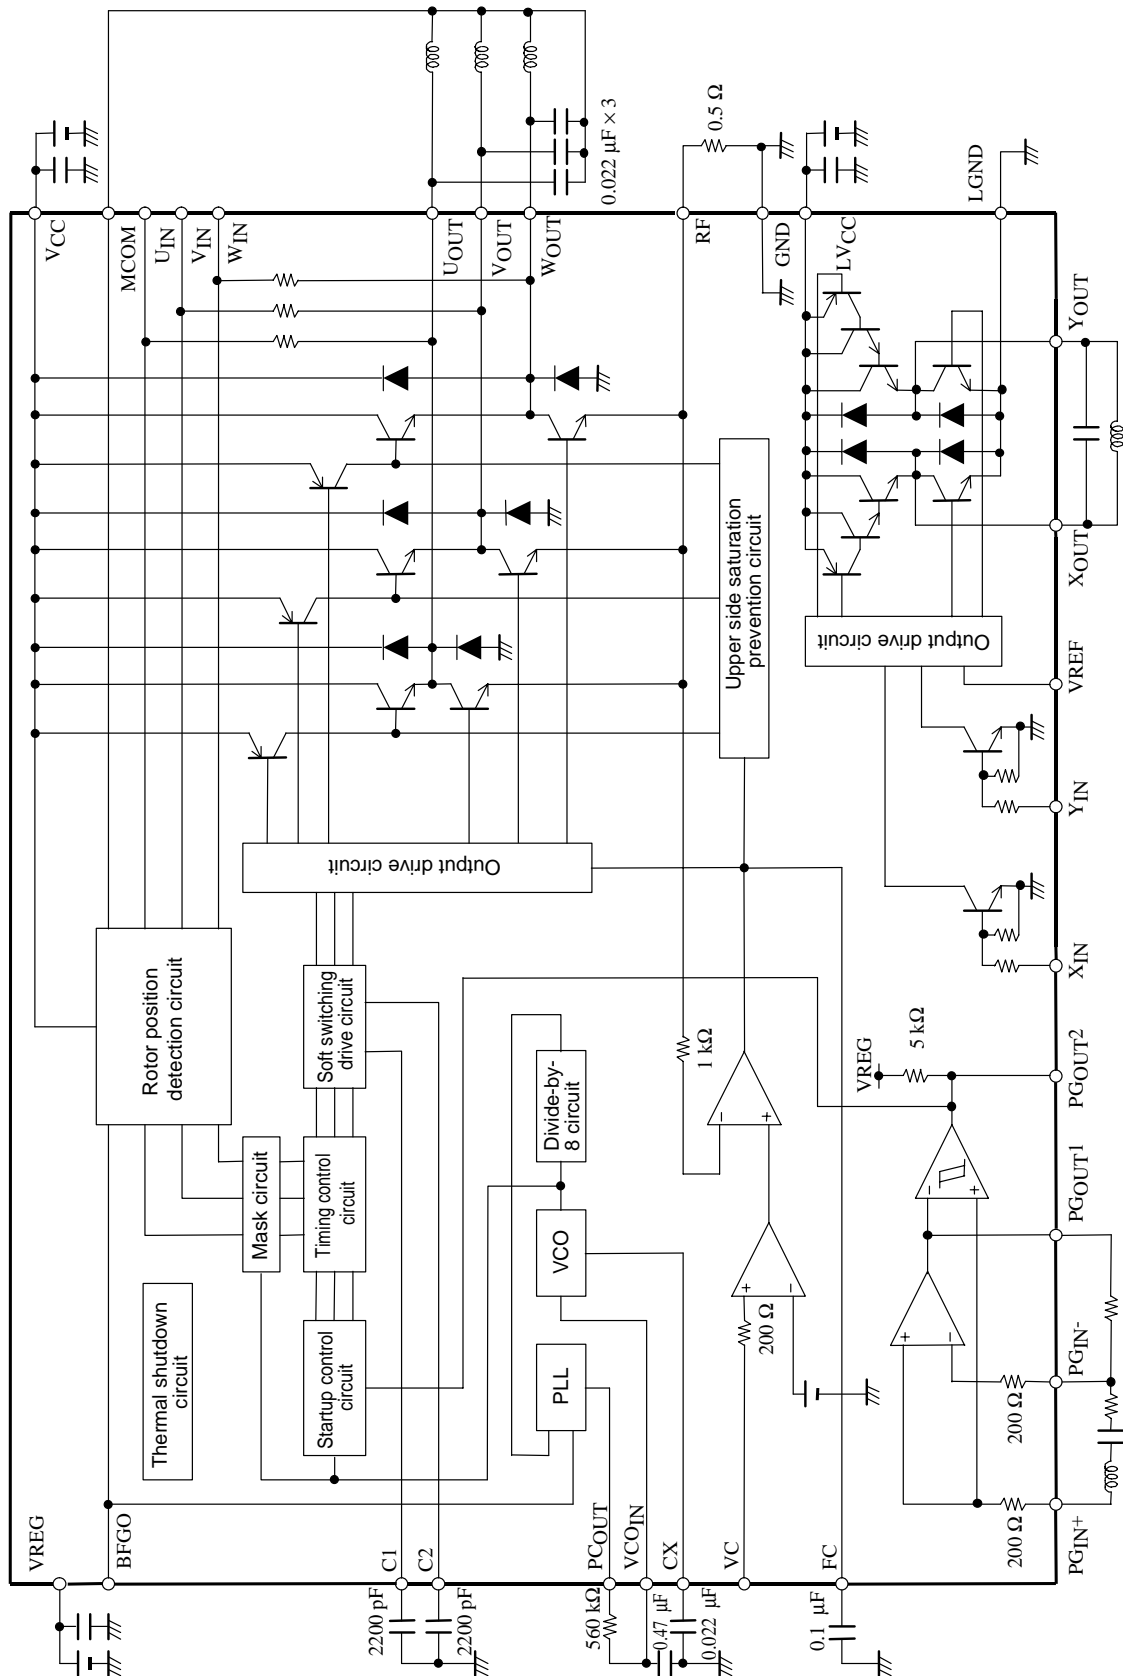 VCC
MCOM
UIN
VIN
WIN
UOUT
VOUT
WOUT
0.022 µF × 3
RF
0.5 Ω
GND
LVCC
LGND
Rotor position
detection circuit
Output drive circuit
Upper side saturation
prevention circuit
Output drive circuit
YOUT
XOUT
VREF
YIN
XIN
Soft switching
drive circuit
Mask circuit
Timing control
circuit
Thermal shutdown
circuit
Startup control
circuit
Divide-by-
8 circuit
VCO
PLL
1 kΩ
−
+
+
−
200 Ω
VREG
5 kΩ
−
+
+
−
200 Ω
200 Ω
PGOUT2
PGOUT1
PGIN-
PGIN+
VREG
BFGO
C1
C2
2200 pF
2200 pF
PCOUT
VCOIN
CX
560 kΩ
0.47 µF
0.022 µF
VC
FC
0.1 µF